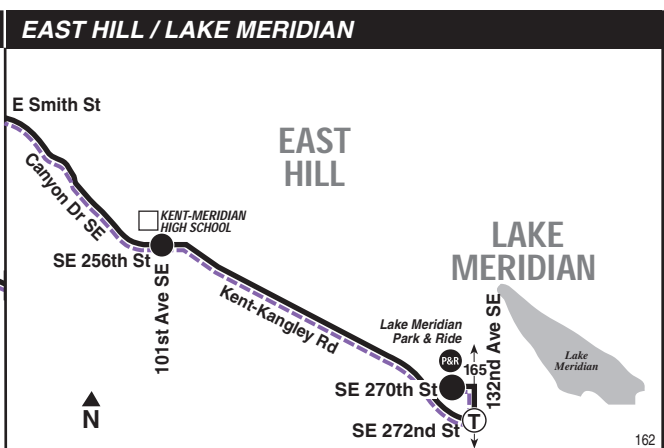 EAST HILL / LAKE MERIDIAN
E Smith St
EAST
HILL
Canyon Dr SE
KENT-MERIDIAN
HIGH SCHOOL
LAKE
MERIDIAN
SE 256th St
101st Ave SE
Kent-Kangley Rd
132nd Ave SE
Lake Meridian
Park & Ride
P&R
165
Lake
Meridian
SE 270th St
N
SE 272nd St
T
162